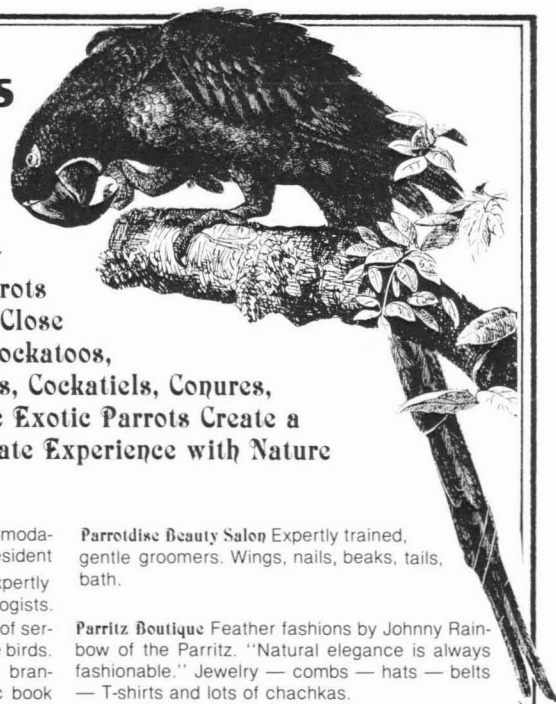 s
rots
Close
ockatoos,
s, Cockatiels, Conures,
e Exotic Parrots Create a
ate Experience with Nature
moda-
esident
xpertly
ogists.
of ser-
e birds.
bran-
c book
Parrotdise Beauty Salon Expertly trained,
gentle groomers. Wings, nails, beaks, tails,
bath.
Parritz Boutique Feather fashions by Johnny Rain-
bow of the Parritz. "Natural elegance is always
fashionable." Jewelry — combs — hats — belts
— T-shirts and lots of chachkas.